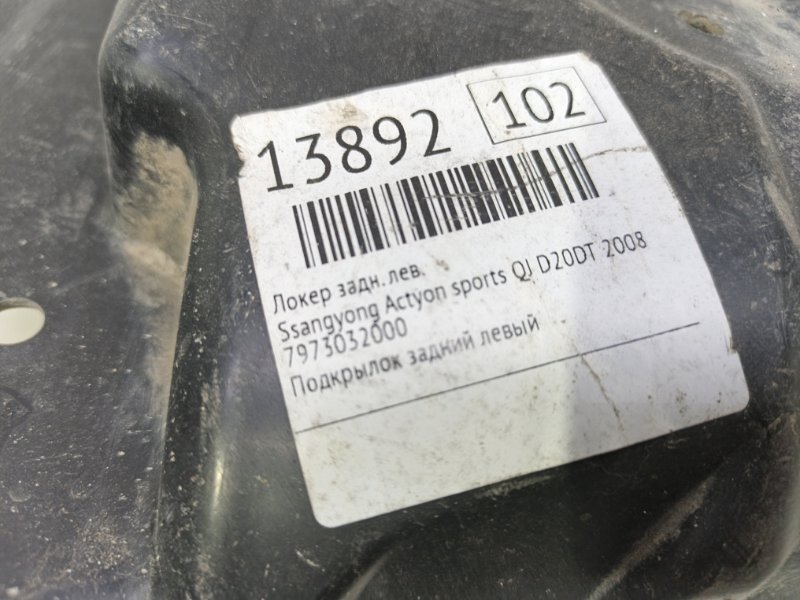 13892 102
Локер задн.лев.
Ssangyong Actyon sports QJ D20DT 2008
7973032000
Подкрылок задний левый